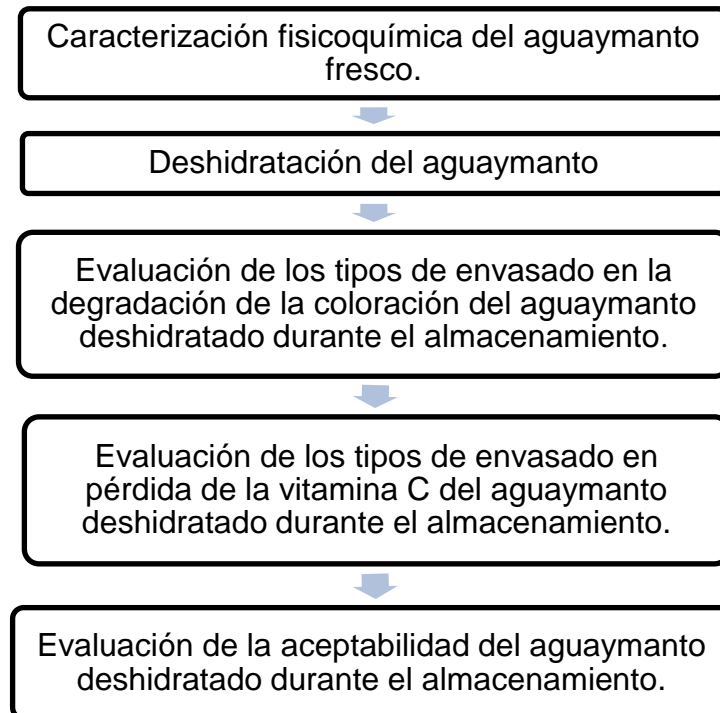 Caracterización fisicoquímica del aguaymanto
fresco.
Deshidratación del aguaymanto
Evaluación de los tipos de envasado en la
degradación de la coloración del aguaymanto
deshidratado durante el almacenamiento.
Evaluación de los tipos de envasado en
pérdida de la vitamina C del aguaymanto
deshidratado durante el almacenamiento.
Evaluación de la aceptabilidad del aguaymanto
deshidratado durante el almacenamiento.